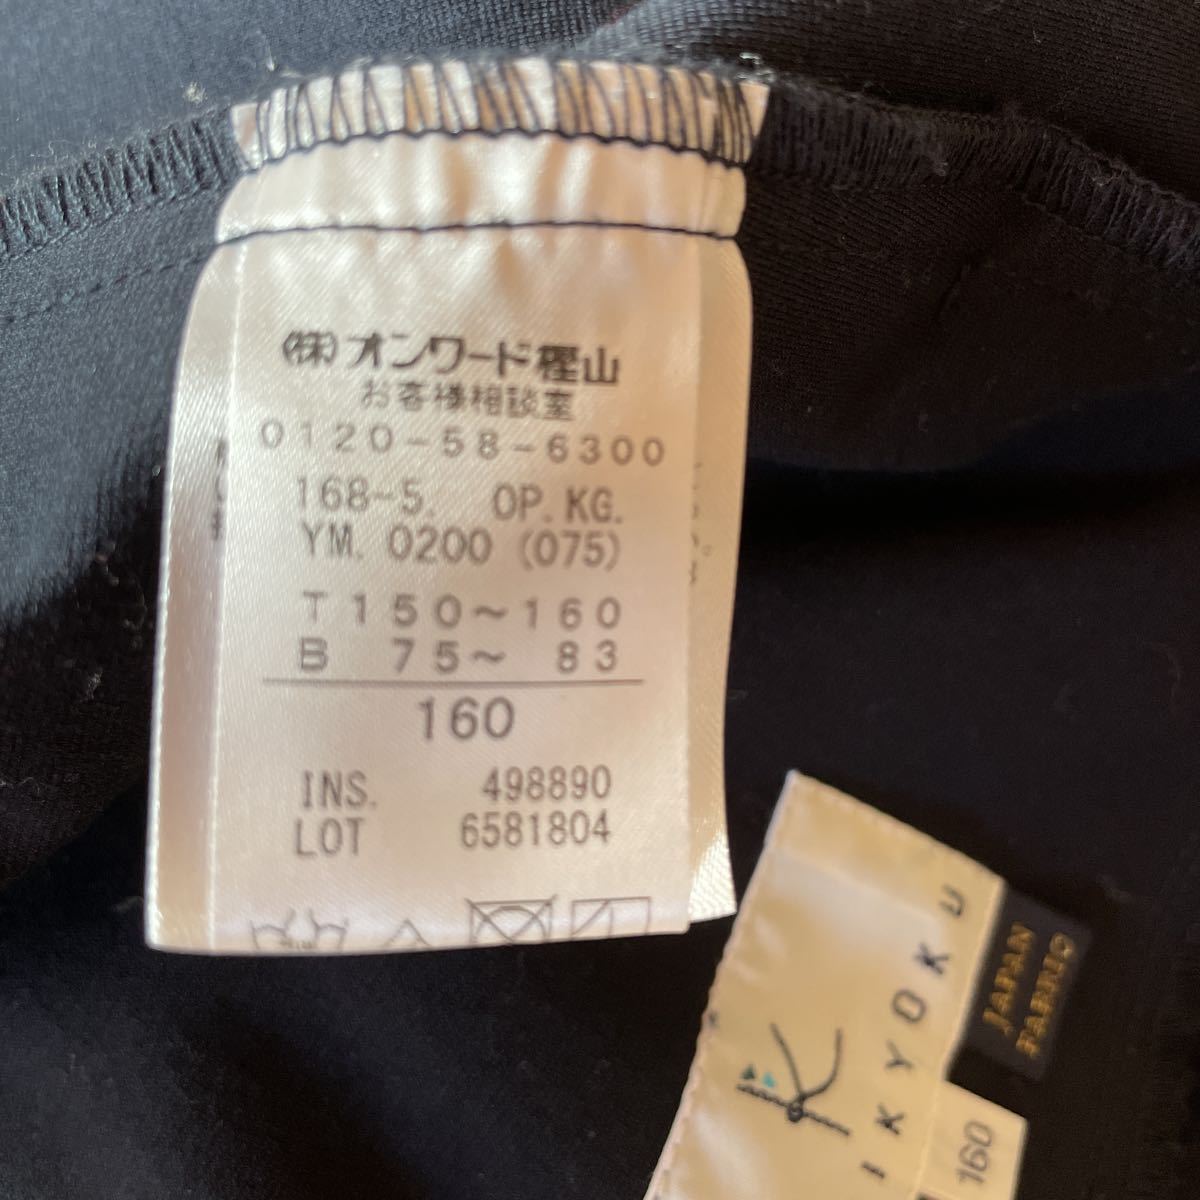 (株)オンワード樫山
お客様相談室
0120-58-6300
168-5. OP.KG.
YM. 0200 (075)
T 150~160
B 75~ 83
160
INS. 498890
LOT 6581804
IKYOKU
JAPAN
FABRIC
160